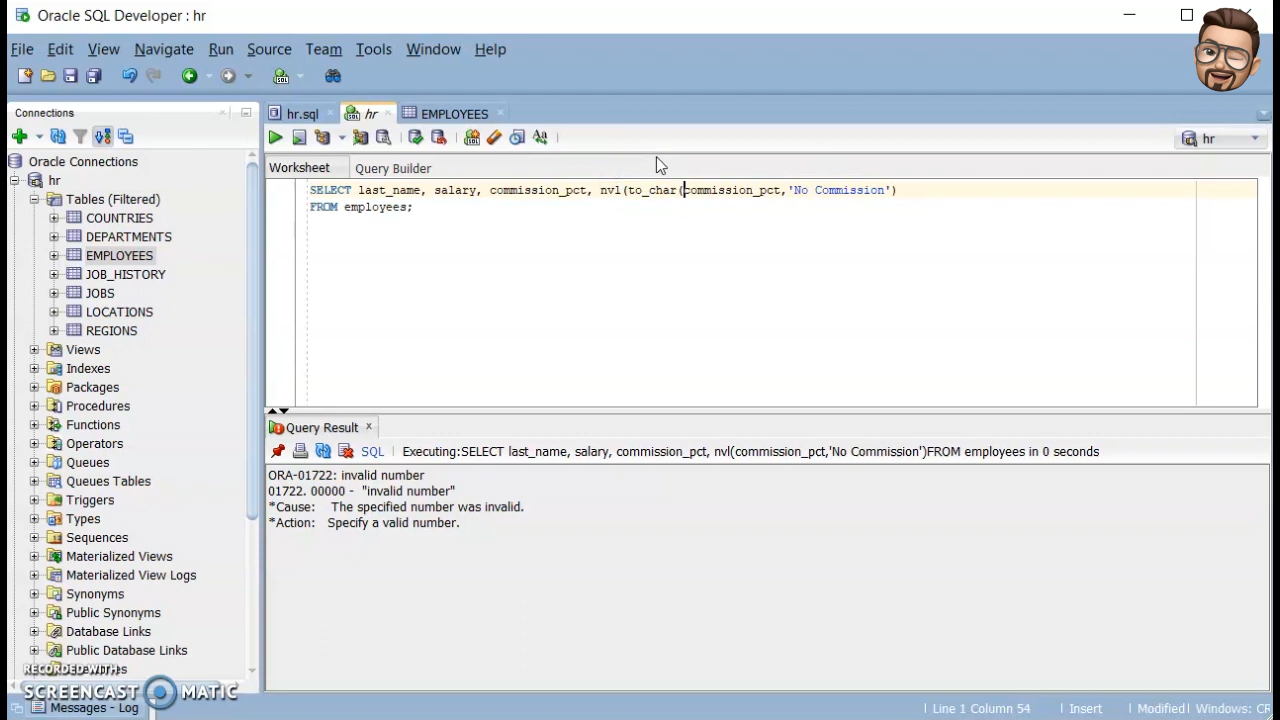 Oracle SQL Developer : hr
File Edit View Navigate Run Source Team Tools Window Help
Connections
hr.sql hr EMPLOYEES
hr
Worksheet Query Builder
Oracle Connections
hr
Tables (Filtered)
COUNTRIES
DEPARTMENTS
EMPLOYEES
JOB_HISTORY
JOBS
LOCATIONS
REGIONS
Views
Indexes
Packages
Procedures
Functions
Operators
Queues
Queues Tables
Triggers
Types
Sequences
Materialized Views
Materialized View Logs
Synonyms
Public Synonyms
Database Links
Public Database Links
SELECT last_name, salary, commission_pct, nvl(to_char(commission_pct,'No Commission')
FROM employees;
Query Result
SQL | Executing:SELECT last_name, salary, commission_pct, nvl(commission_pct,'No Commission')FROM employees in 0 seconds
ORA-01722: invalid number
01722. 00000 - "invalid number"
*Cause: The specified number was invalid.
*Action: Specify a valid number.
RECORDED WITH
SCREENCAST MATIC
Messages - Log
Line 1 Column 54 | Insert | Modified | Windows: CR